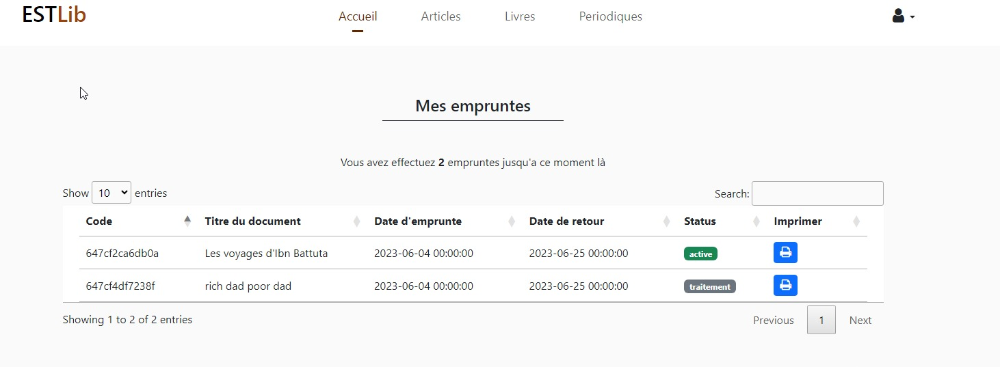 ESTLib Accueil Articles Livres Periodiques
Mes empruntes
Vous avez effectuez 2 empruntes jusqu'a ce moment là
Show 10 entries Search:
Code Titre du document Date d'emprunte Date de retour Status Imprimer
647cf2ca6db0a Les voyages d'Ibn Battuta 2023-06-04 00:00:00 2023-06-25 00:00:00 active
647cf4df7238f rich dad poor dad 2023-06-04 00:00:00 2023-06-25 00:00:00 traitement
Showing 1 to 2 of 2 entries Previous 1 Next